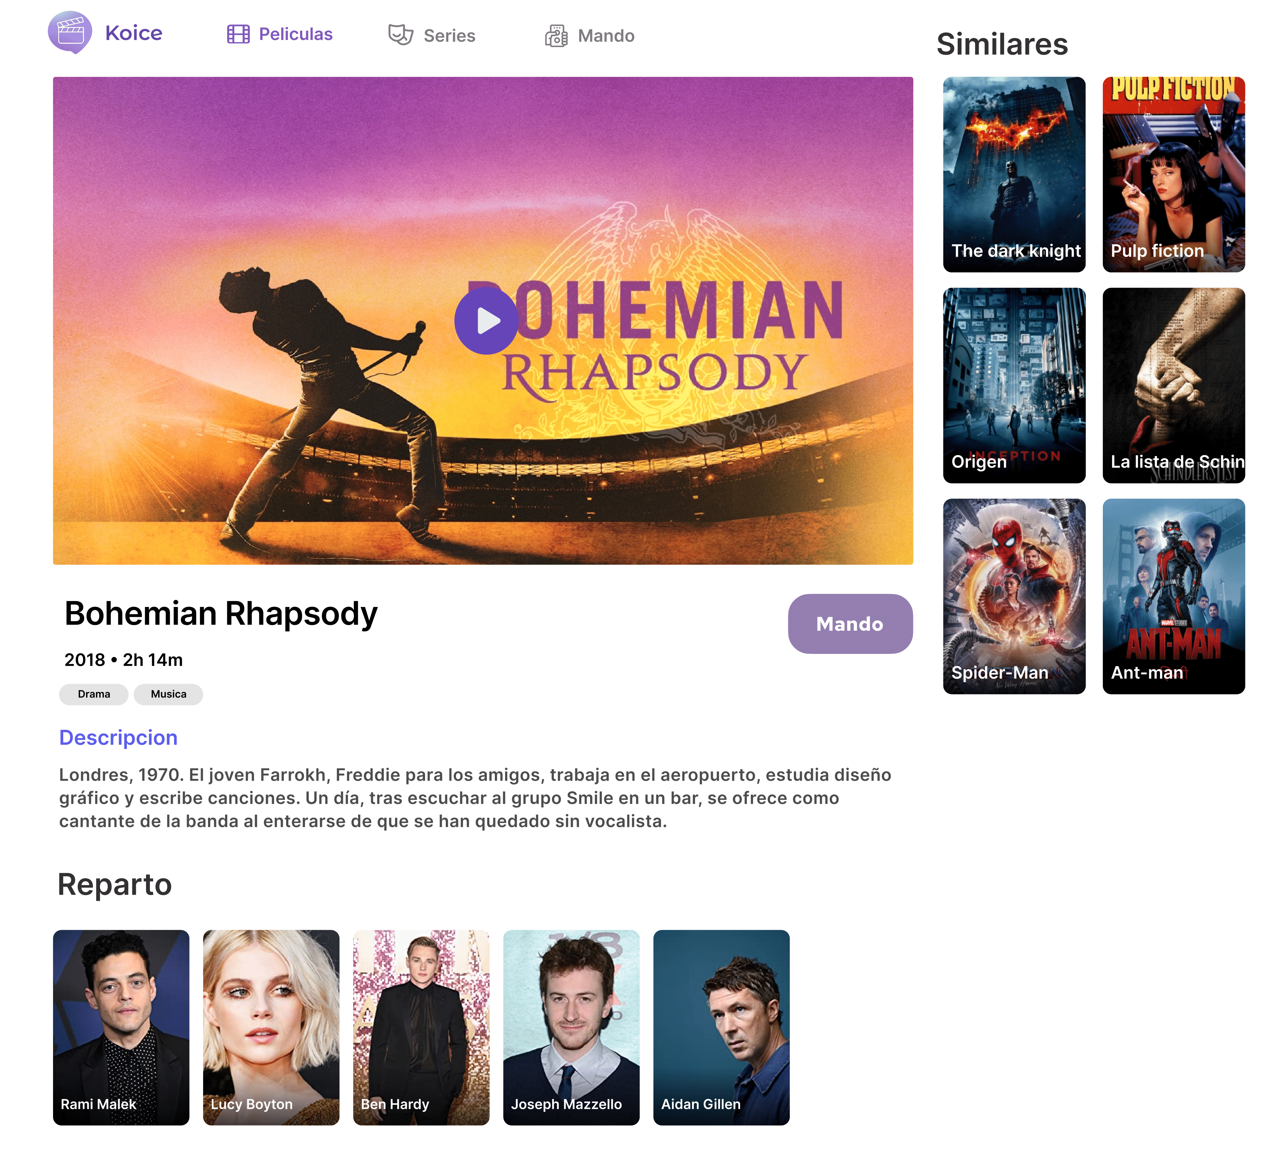 Koice
Peliculas
Series
Mando
BOHEMIAN
RHAPSODY
Bohemian Rhapsody
Mando
2018 • 2h 14m
Drama
Musica
Descripcion
Londres, 1970. El joven Farrokh, Freddie para los amigos, trabaja en el aeropuerto, estudia diseño
gráfico y escribe canciones. Un día, tras escuchar al grupo Smile en un bar, se ofrece como
cantante de la banda al enterarse de que se han quedado sin vocalista.
Reparto
Rami Malek
Lucy Boyton
Ben Hardy
Joseph Mazzello
Aidan Gillen
Similares
The dark knight
PULP FICTION
Pulp fiction
INCEPTION
Origen
La lista de Schin
SCHINDLER'S LIST
Spider-Man
MARVEL STUDIOS
ANT-MAN
Ant-man